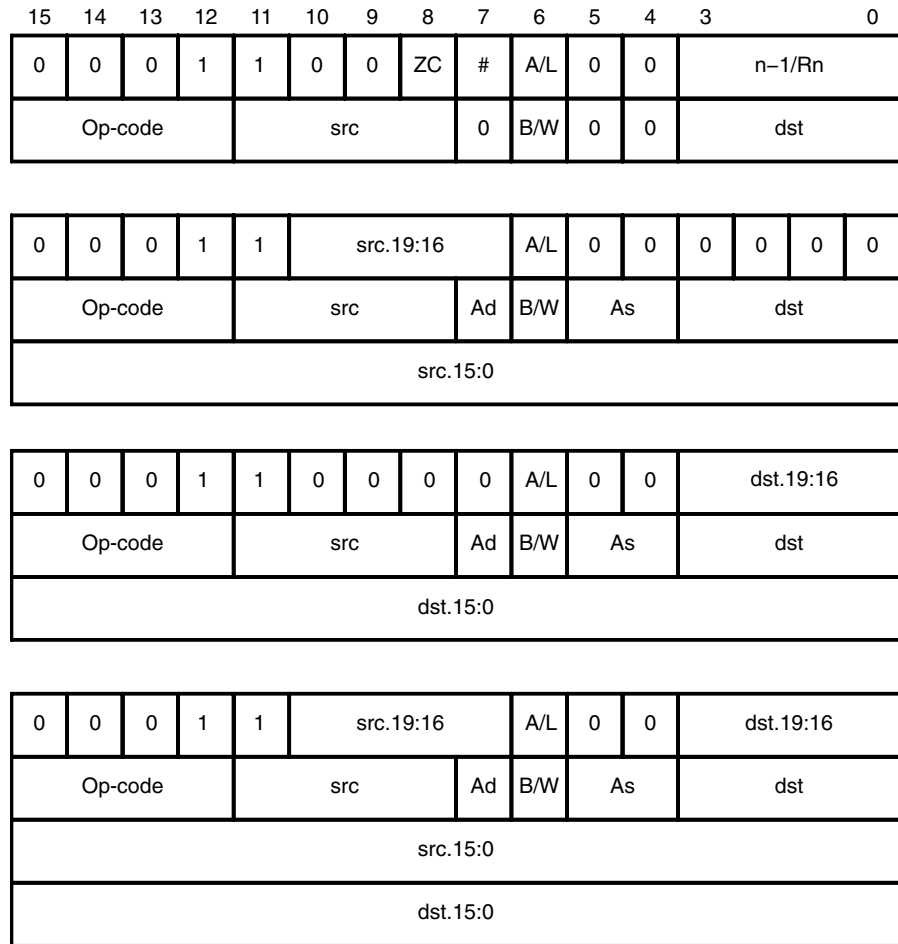 15 14 13 12 11 10 9 8 7 6 5 4 3 0
0 0 0 1 1 0 0 ZC # A/L 0 0 n−1/Rn
Op-code src 0 B/W 0 0 dst
0 0 0 1 1 src.19:16 A/L 0 0 0 0 0 0
Op-code src Ad B/W As dst
src.15:0
0 0 0 1 1 0 0 0 0 A/L 0 0 dst.19:16
Op-code src Ad B/W As dst
dst.15:0
0 0 0 1 1 src.19:16 A/L 0 0 dst.19:16
Op-code src Ad B/W As dst
src.15:0
dst.15:0